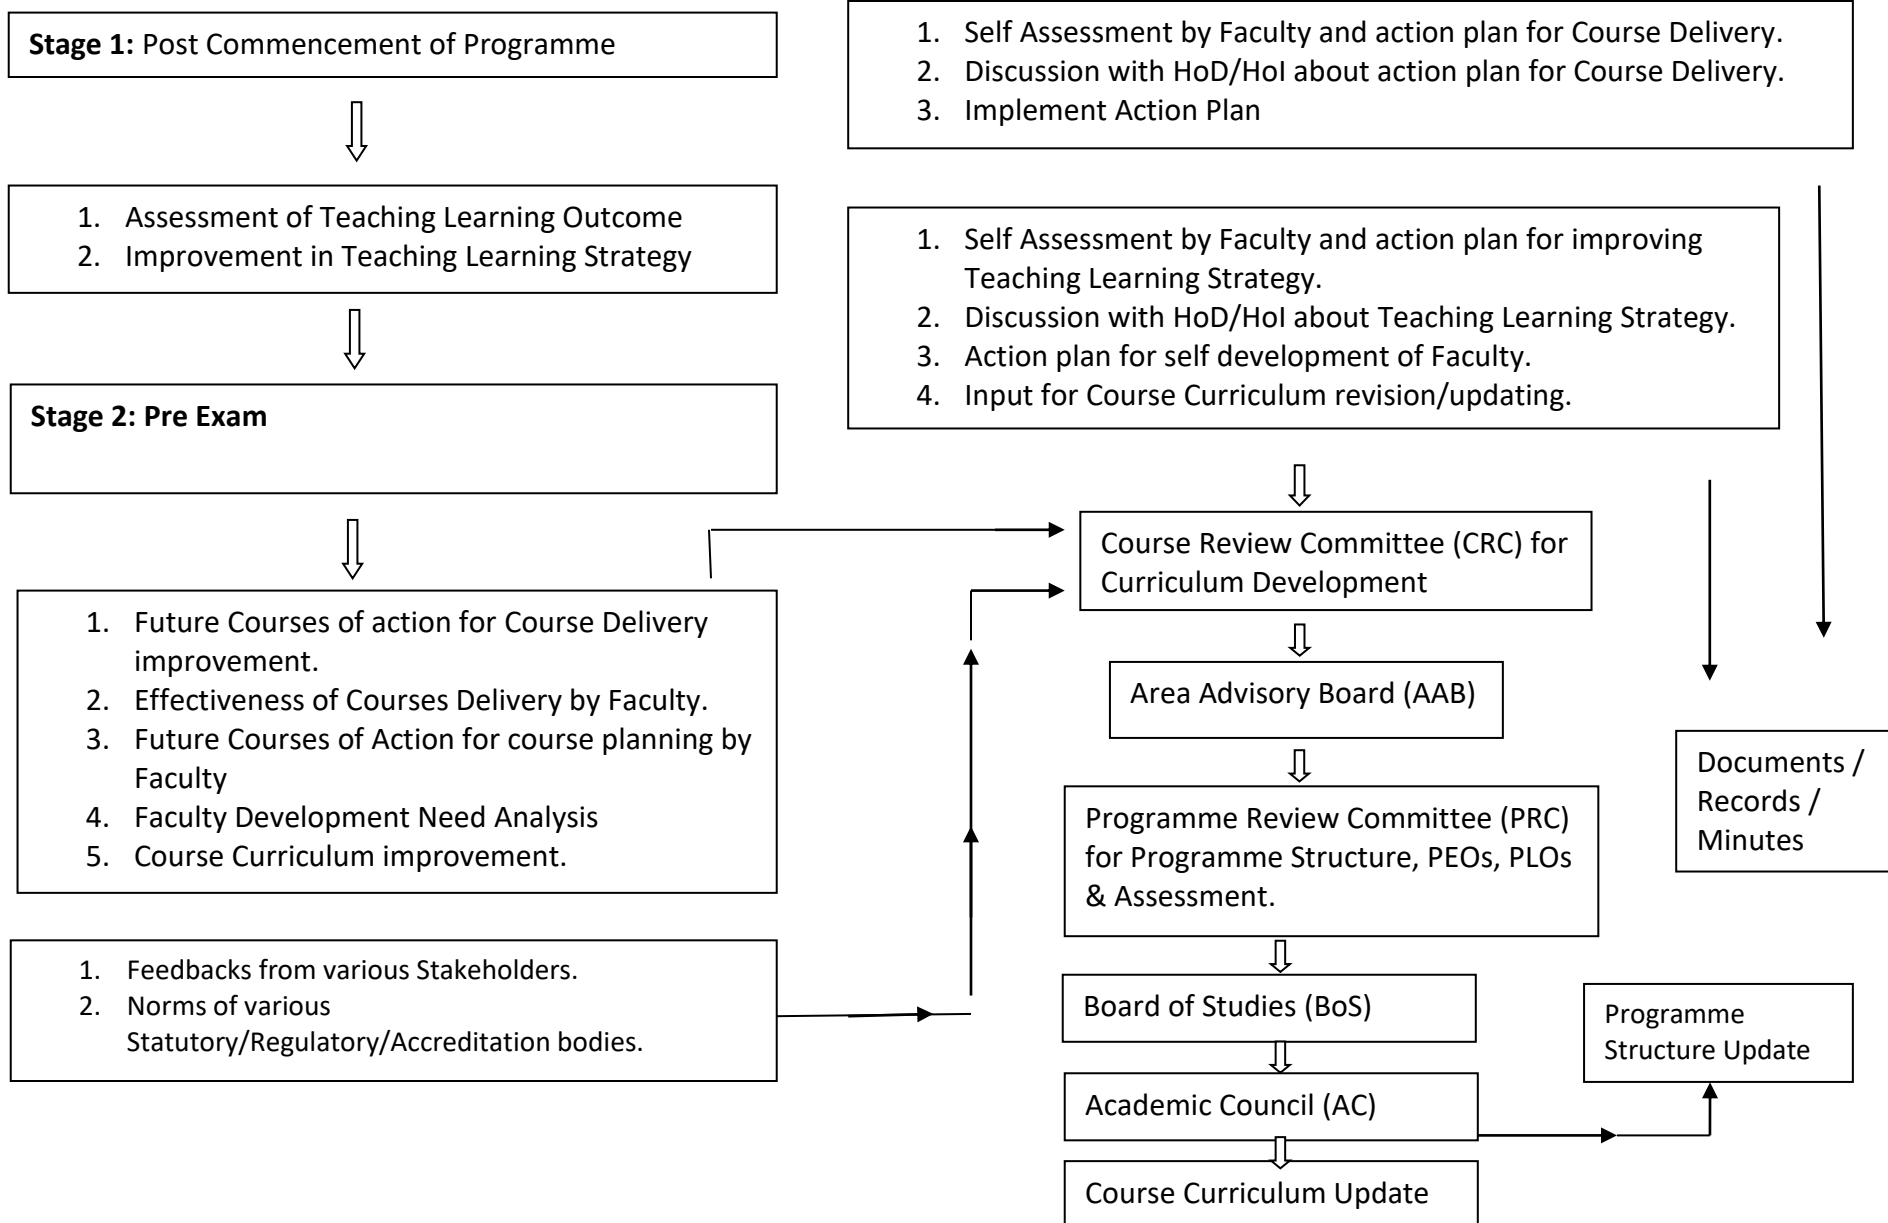 Stage 1: Post Commencement of Programme
1. Assessment of Teaching Learning Outcome
2. Improvement in Teaching Learning Strategy
Stage 2: Pre Exam
1. Future Courses of action for Course Delivery
improvement.
2. Effectiveness of Courses Delivery by Faculty.
3. Future Courses of Action for course planning by
Faculty
4. Faculty Development Need Analysis
5. Course Curriculum improvement.
1. Feedbacks from various Stakeholders.
2. Norms of various
Statutory/Regulatory/Accreditation bodies.
1. Self Assessment by Faculty and action plan for Course Delivery.
2. Discussion with HoD/HoI about action plan for Course Delivery.
3. Implement Action Plan
1. Self Assessment by Faculty and action plan for improving
Teaching Learning Strategy.
2. Discussion with HoD/HoI about Teaching Learning Strategy.
3. Action plan for self development of Faculty.
4. Input for Course Curriculum revision/updating.
Course Review Committee (CRC) for
Curriculum Development
Area Advisory Board (AAB)
Programme Review Committee (PRC)
for Programme Structure, PEOs, PLOs
& Assessment.
Board of Studies (BoS)
Academic Council (AC)
Course Curriculum Update
Documents /
Records /
Minutes
Programme
Structure Update